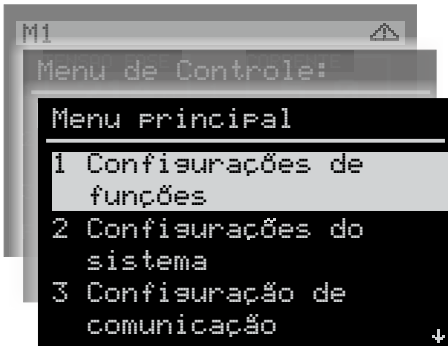 M1
Menu de Controle:
Menu principal
1 Configurações de
funções
2 Configurações do
sistema
3 Configuração de
comunicação